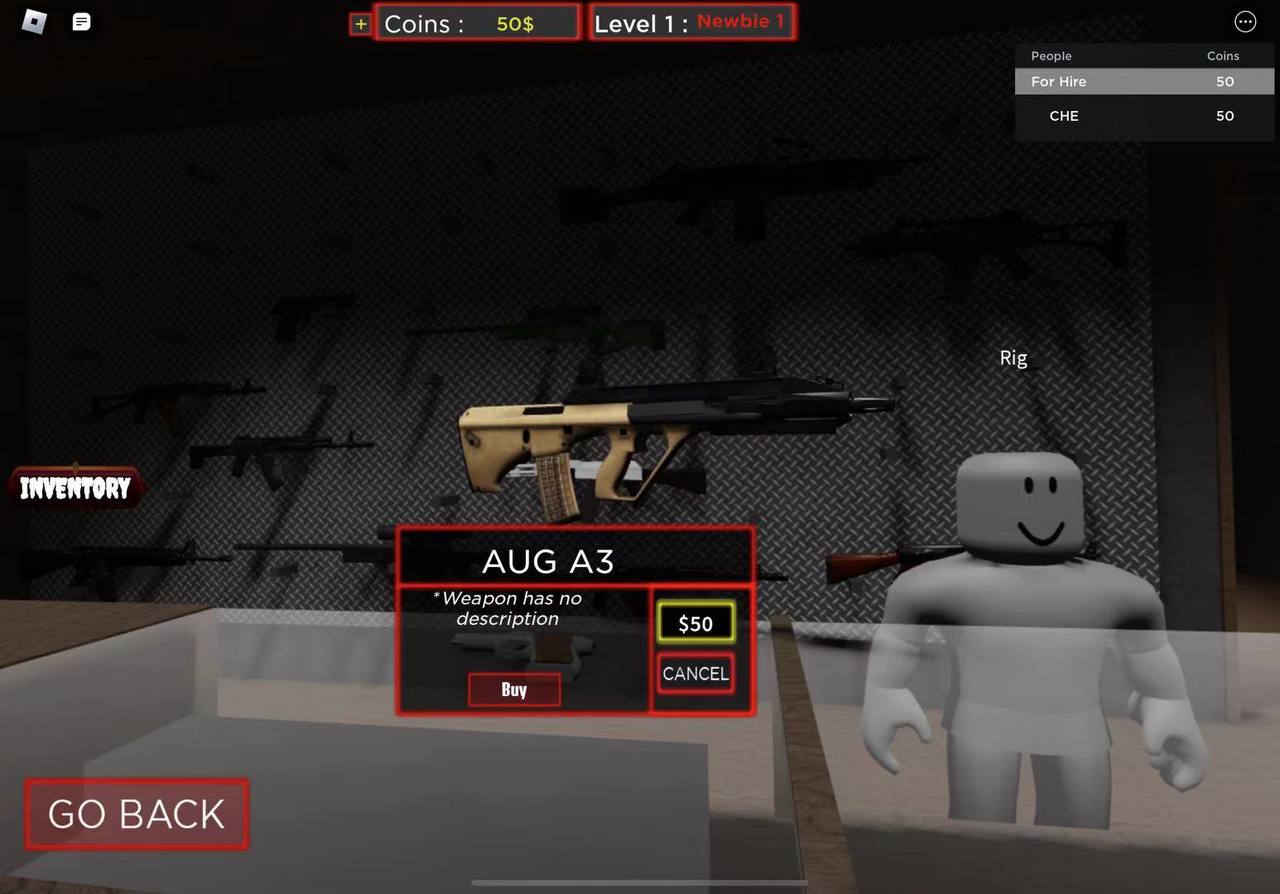 + Coins : 50$ Level 1 : Newbie 1
People Coins
For Hire 50
CHE 50
Rig
INVENTORY
AUG A3
*Weapon has no
description
$50
CANCEL
Buy
GO BACK